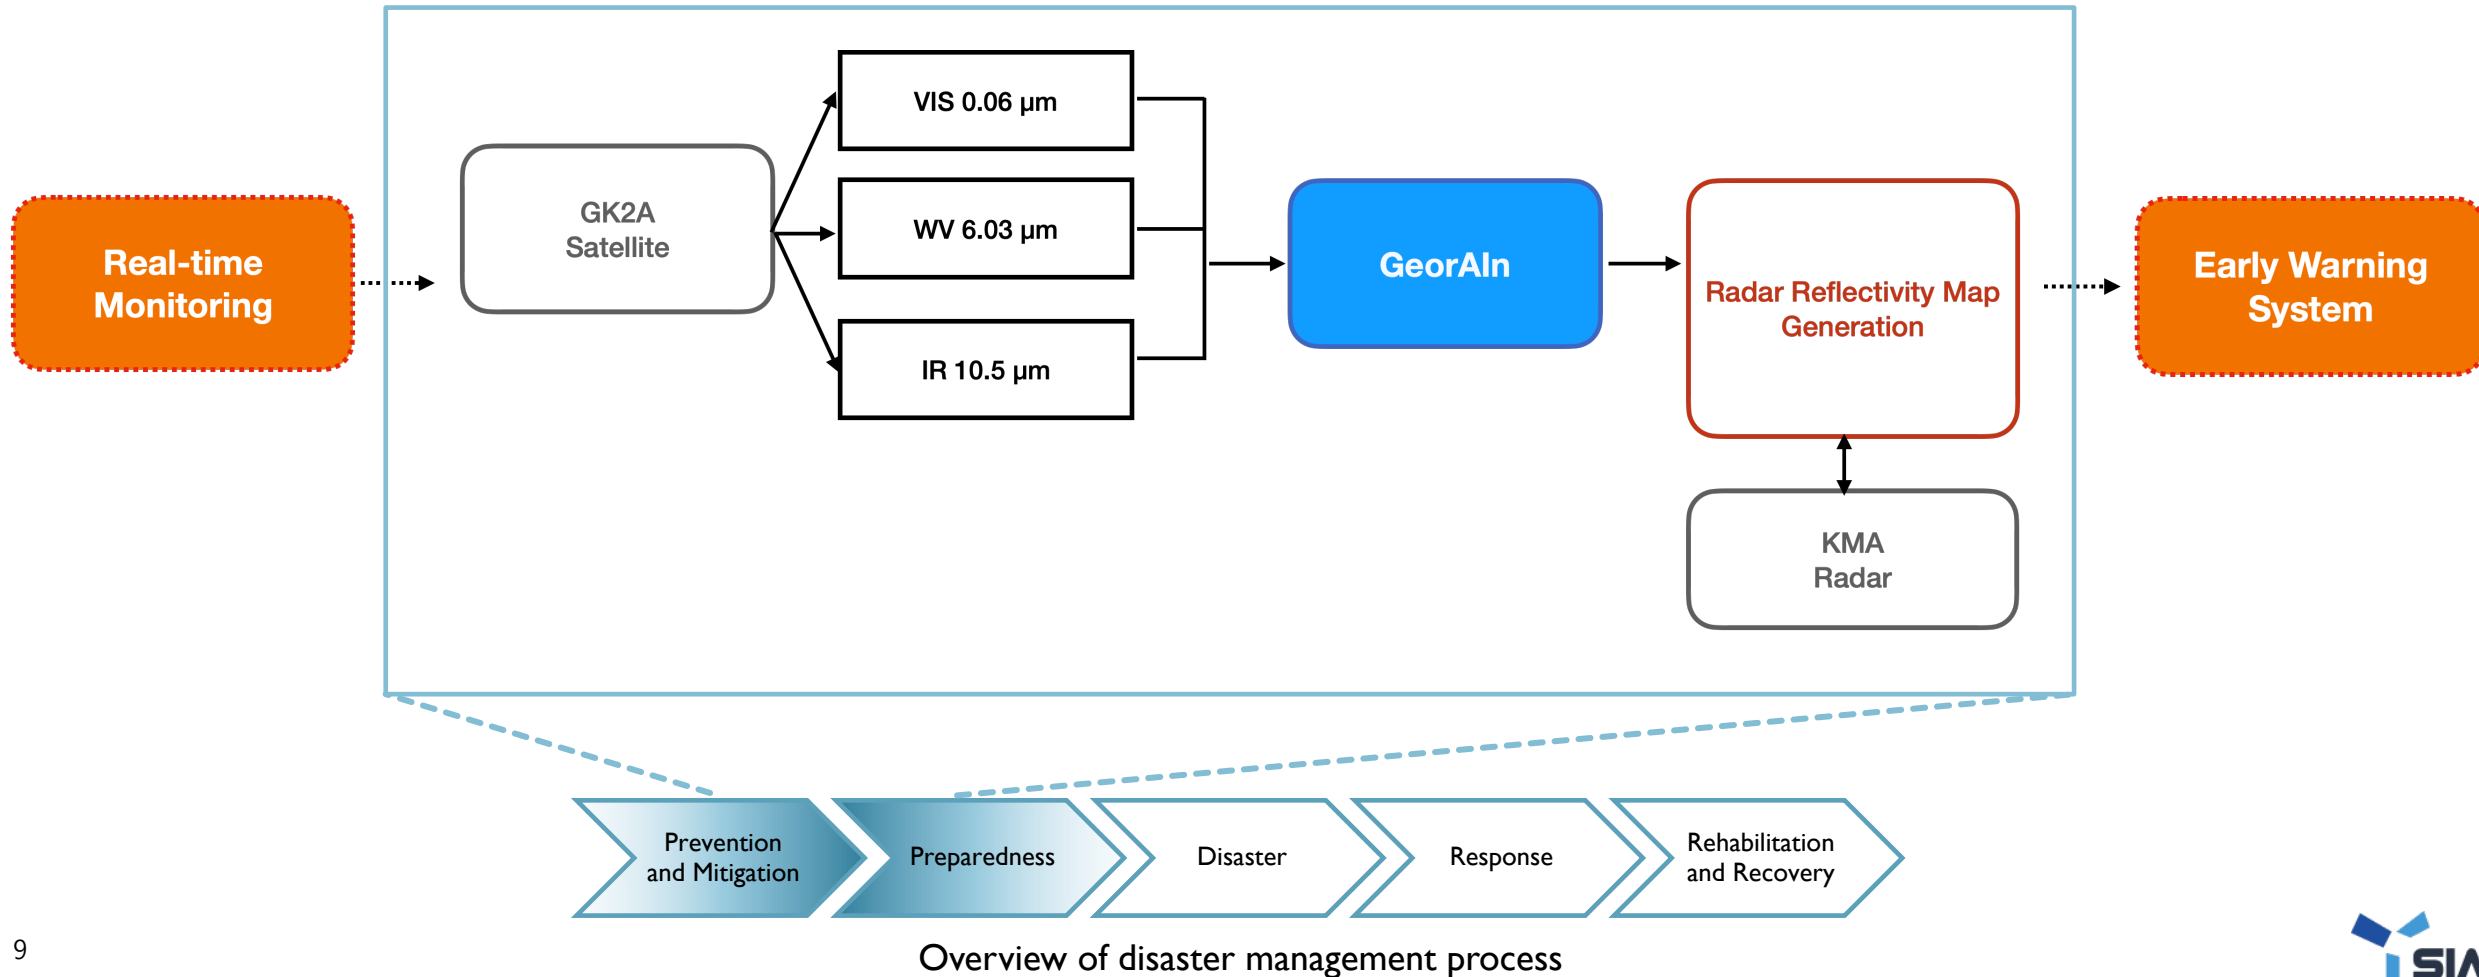 Real-time
Monitoring
GK2A
Satellite
VIS 0.06 µm
WV 6.03 µm
IR 10.5 µm
GeorAIn
Radar Reflectivity Map
Generation
KMA
Radar
Early Warning
System
Prevention
and Mitigation
Preparedness
Disaster
Response
Rehabilitation
and Recovery
9
Overview of disaster management process